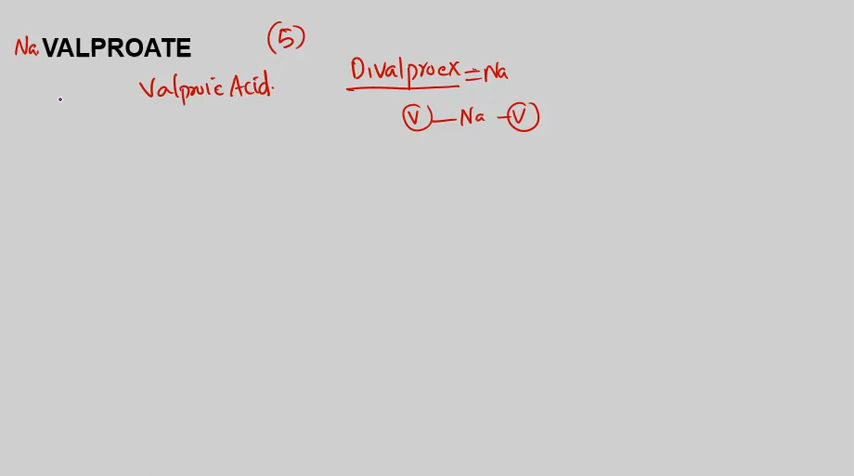 Na VALPROATE (5)
Valproic Acid. Divalproex = Na
V — Na — V